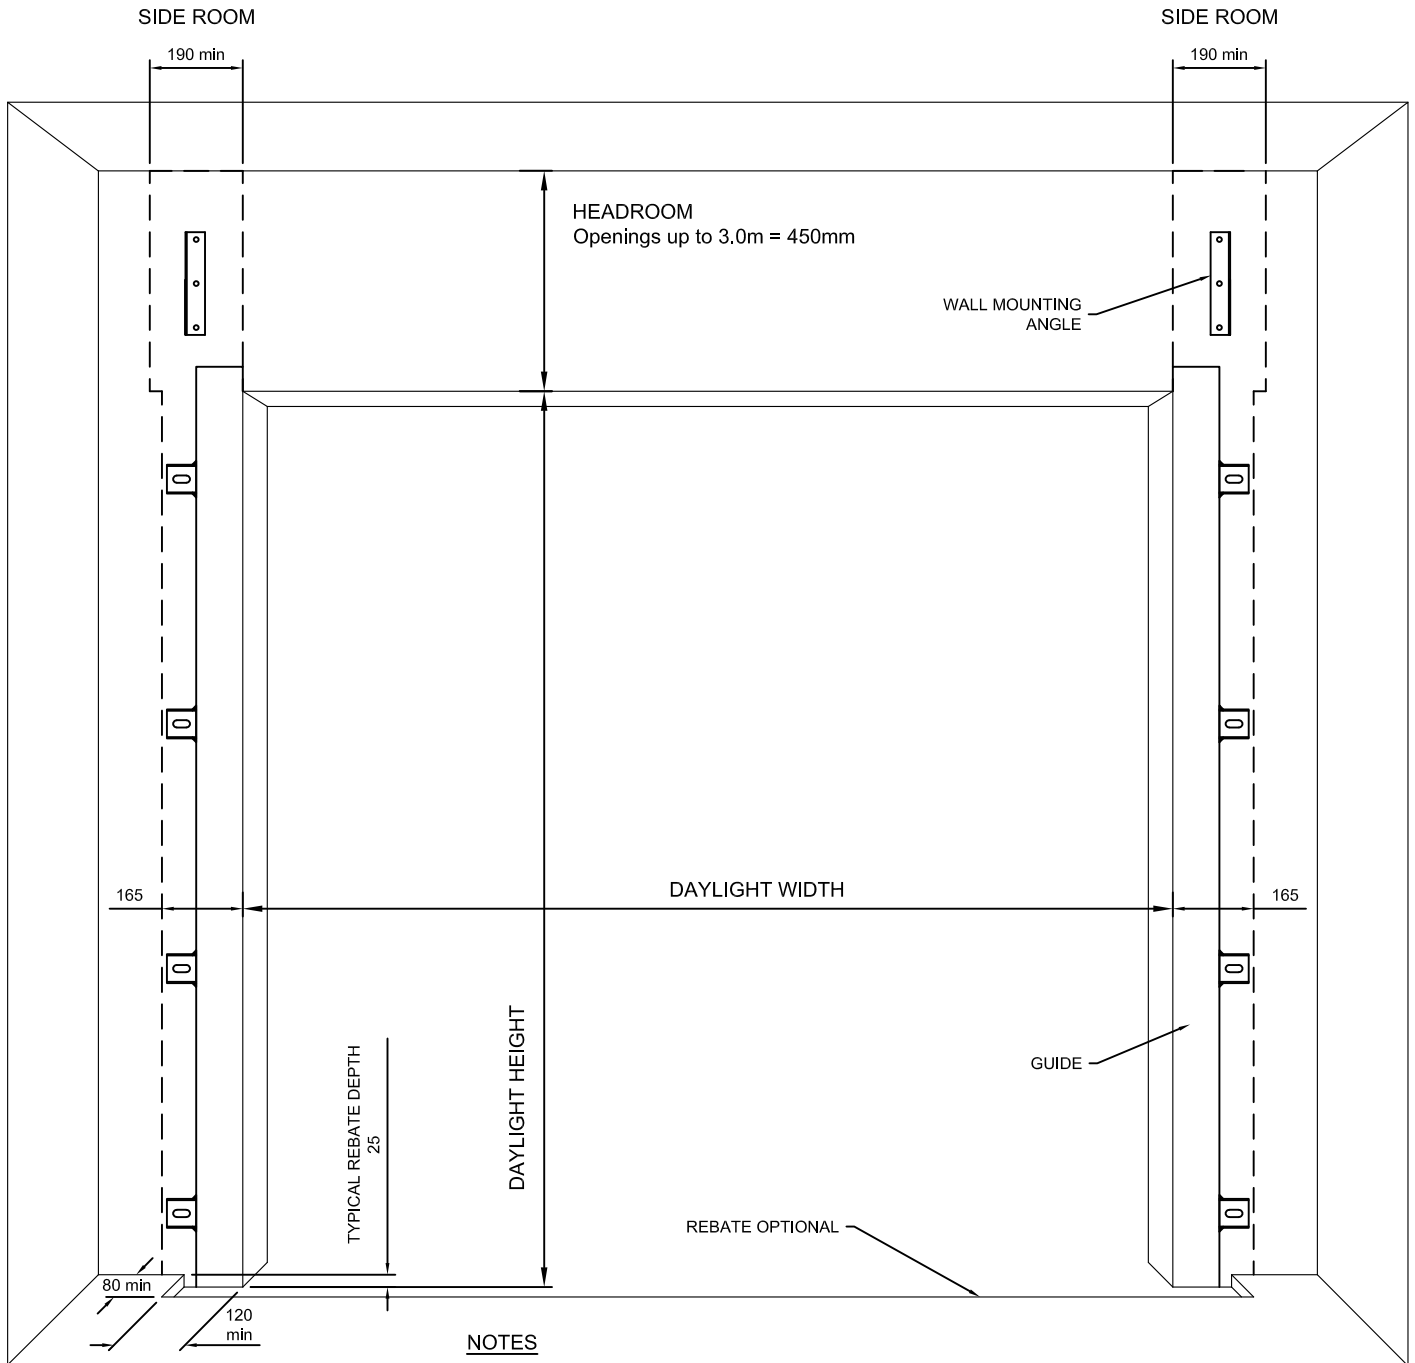 SIDE ROOM
SIDE ROOM
190 min
190 min
HEADROOM
Openings up to 3.0m = 450mm
WALL MOUNTING
ANGLE
DAYLIGHT WIDTH
165
165
DAYLIGHT HEIGHT
TYPICAL REBATE DEPTH
25
GUIDE
REBATE OPTIONAL
80 min
120
min
NOTES